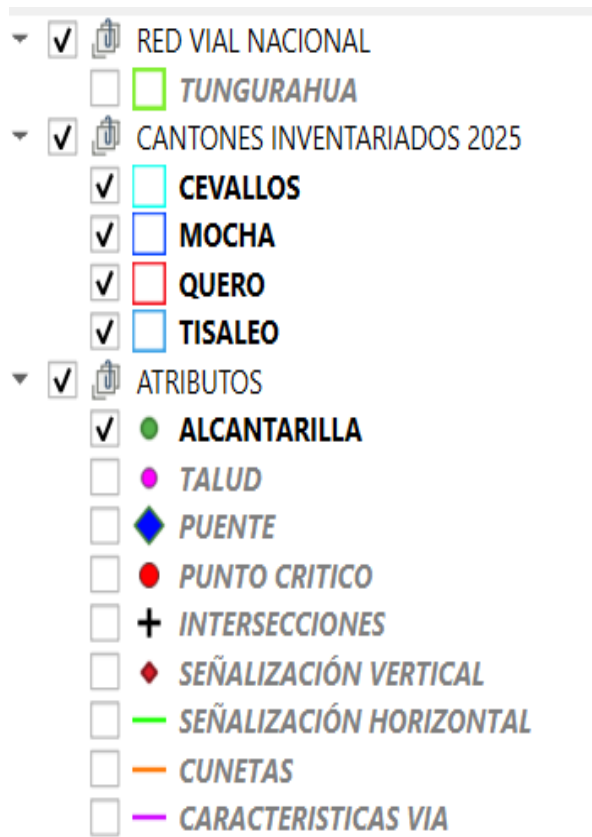 RED VIAL NACIONAL
TUNGURAHUA
CANTONES INVENTARIADOS 2025
CEVALLOS
MOCHA
QUERO
TISALEO
ATRIBUTOS
ALCANTARILLA
TALUD
PUENTE
PUNTO CRITICO
INTERSECCIONES
SEÑALIZACIÓN VERTICAL
SEÑALIZACIÓN HORIZONTAL
CUNETAS
CARACTERISTICAS VIA